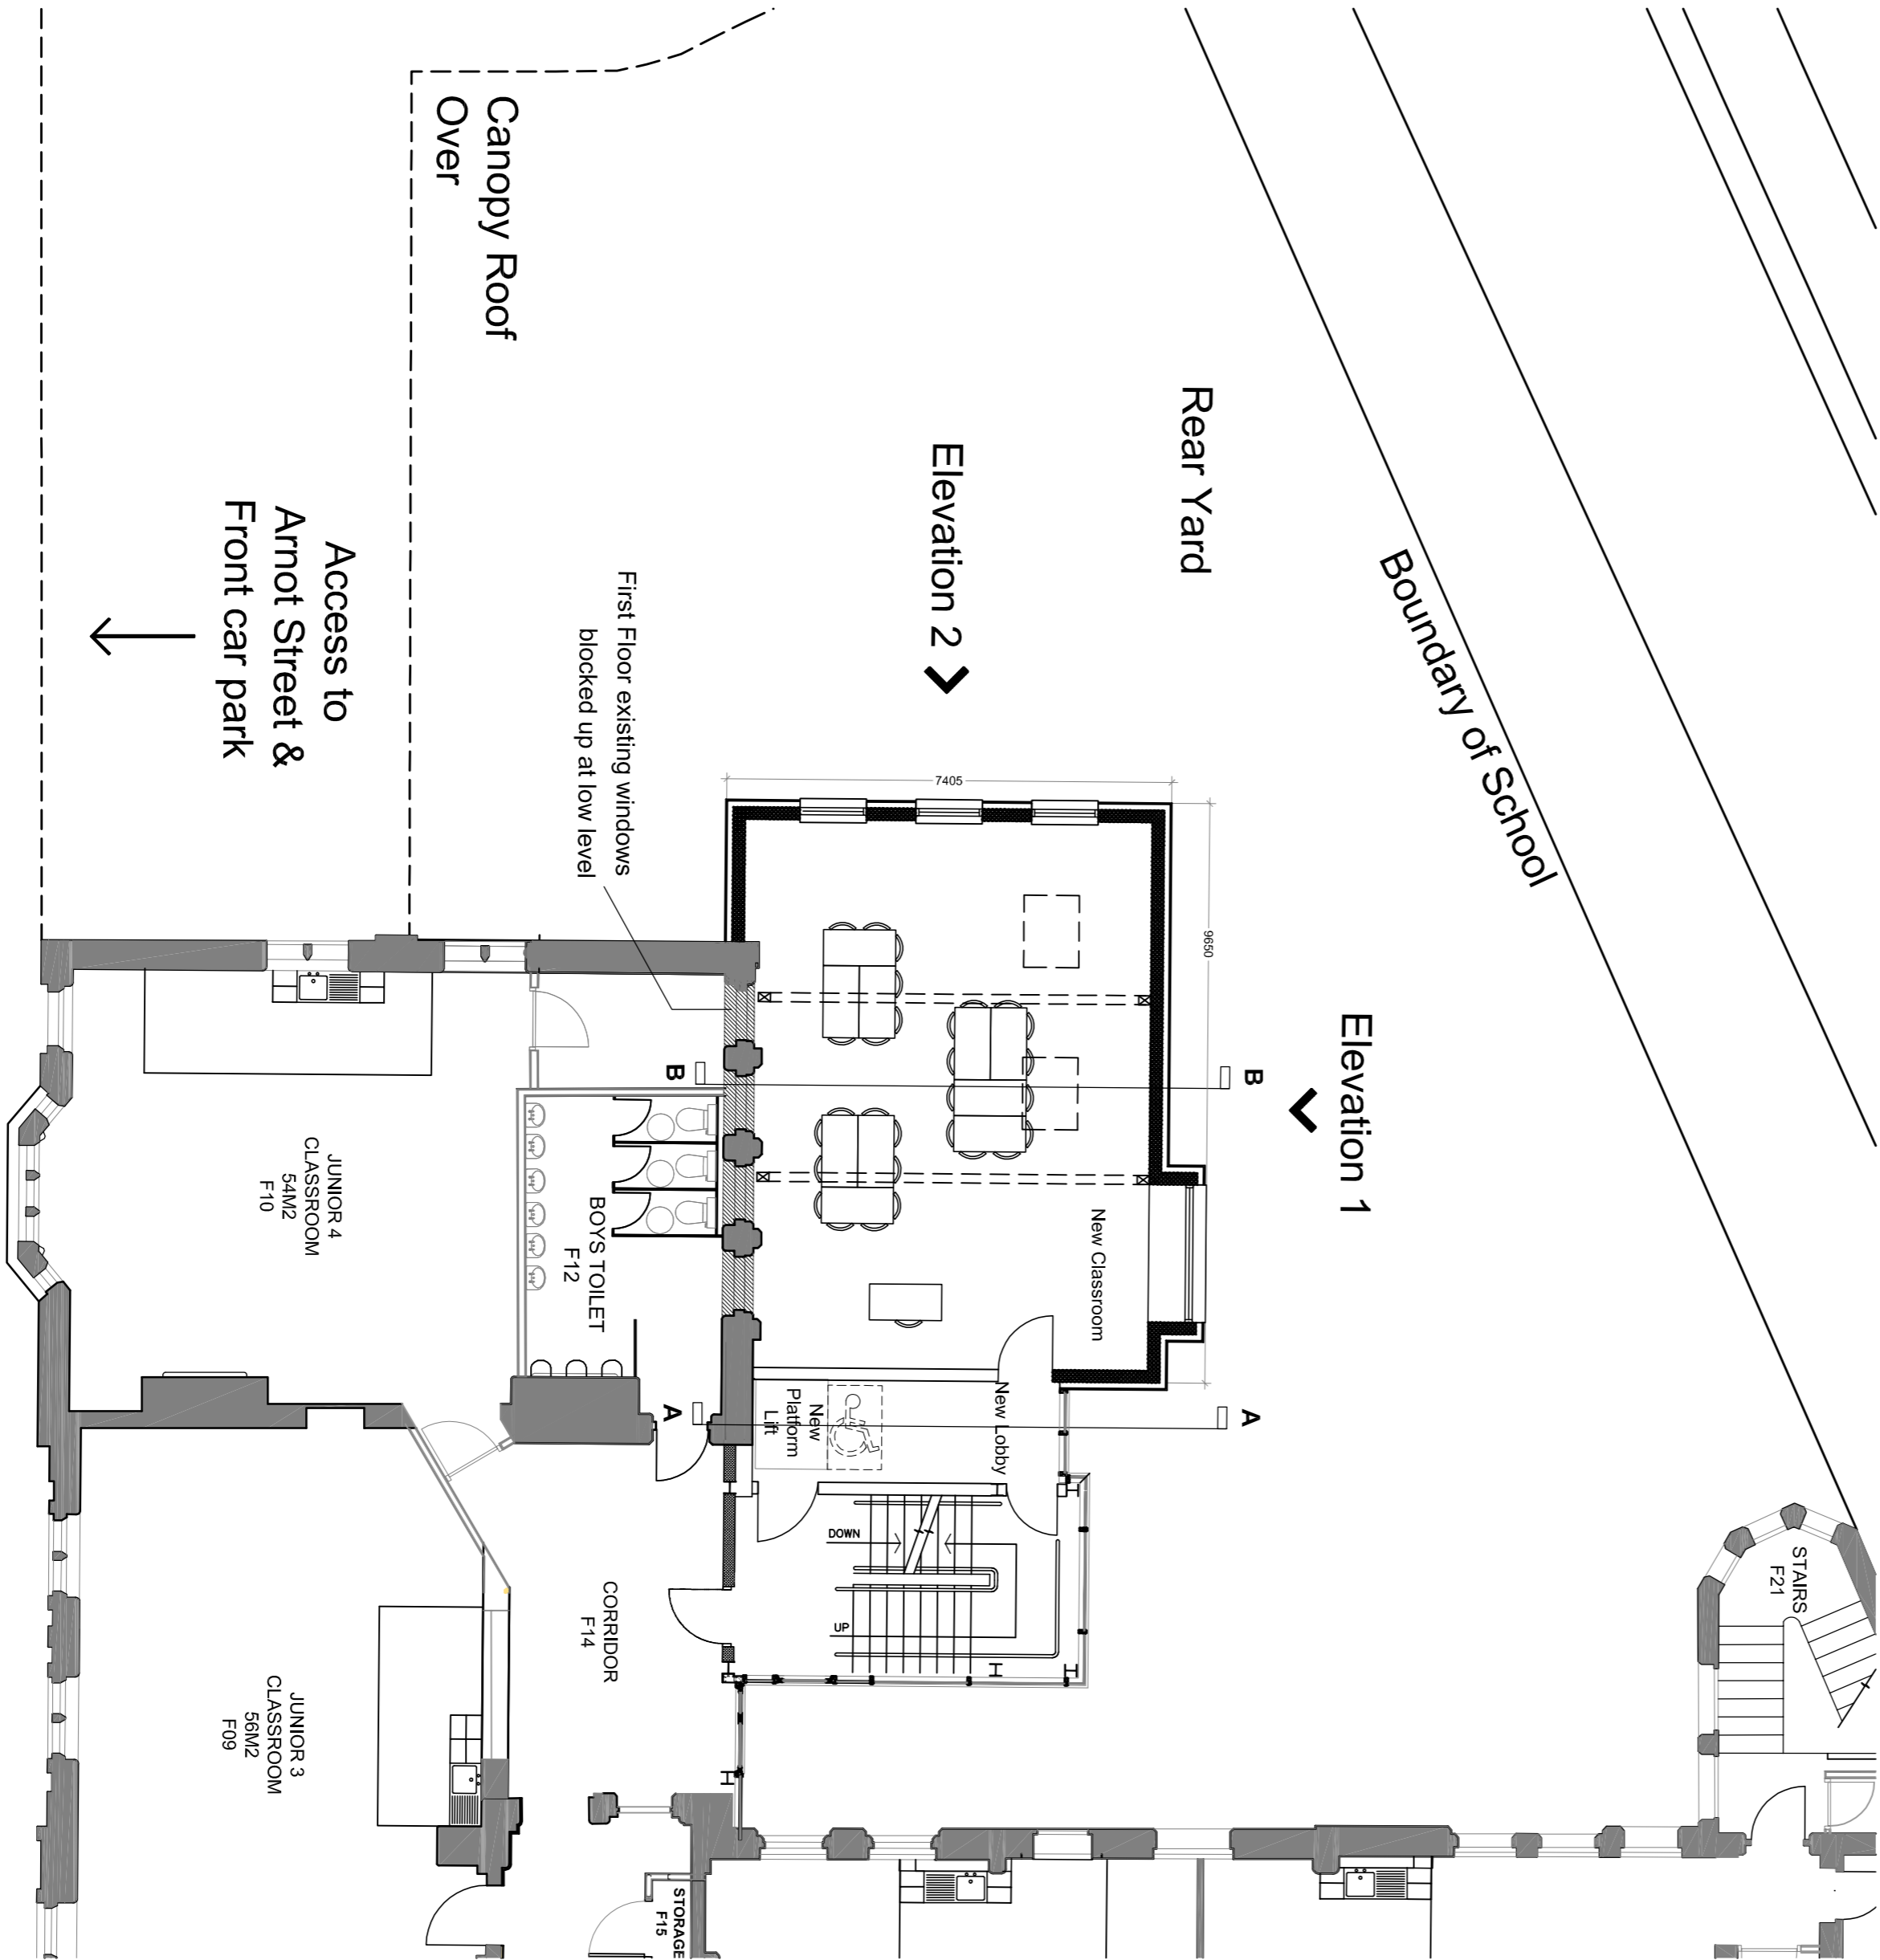 Canopy Roof
Over
Rear Yard
Boundary of School
Elevation 2
Elevation 1
Access to
Arnot Street &
Front car park
First Floor existing windows
blocked up at low level
7405
9650
B
B
A
A
New Classroom
New Lobby
New
Platform
Lift
DOWN
UP
JUNIOR 4
CLASSROOM
54M2
F10
BOYS TOILET
F12
CORRIDOR
F14
JUNIOR 3
CLASSROOM
56M2
F09
STORAGE
F15
STAIRS
F21